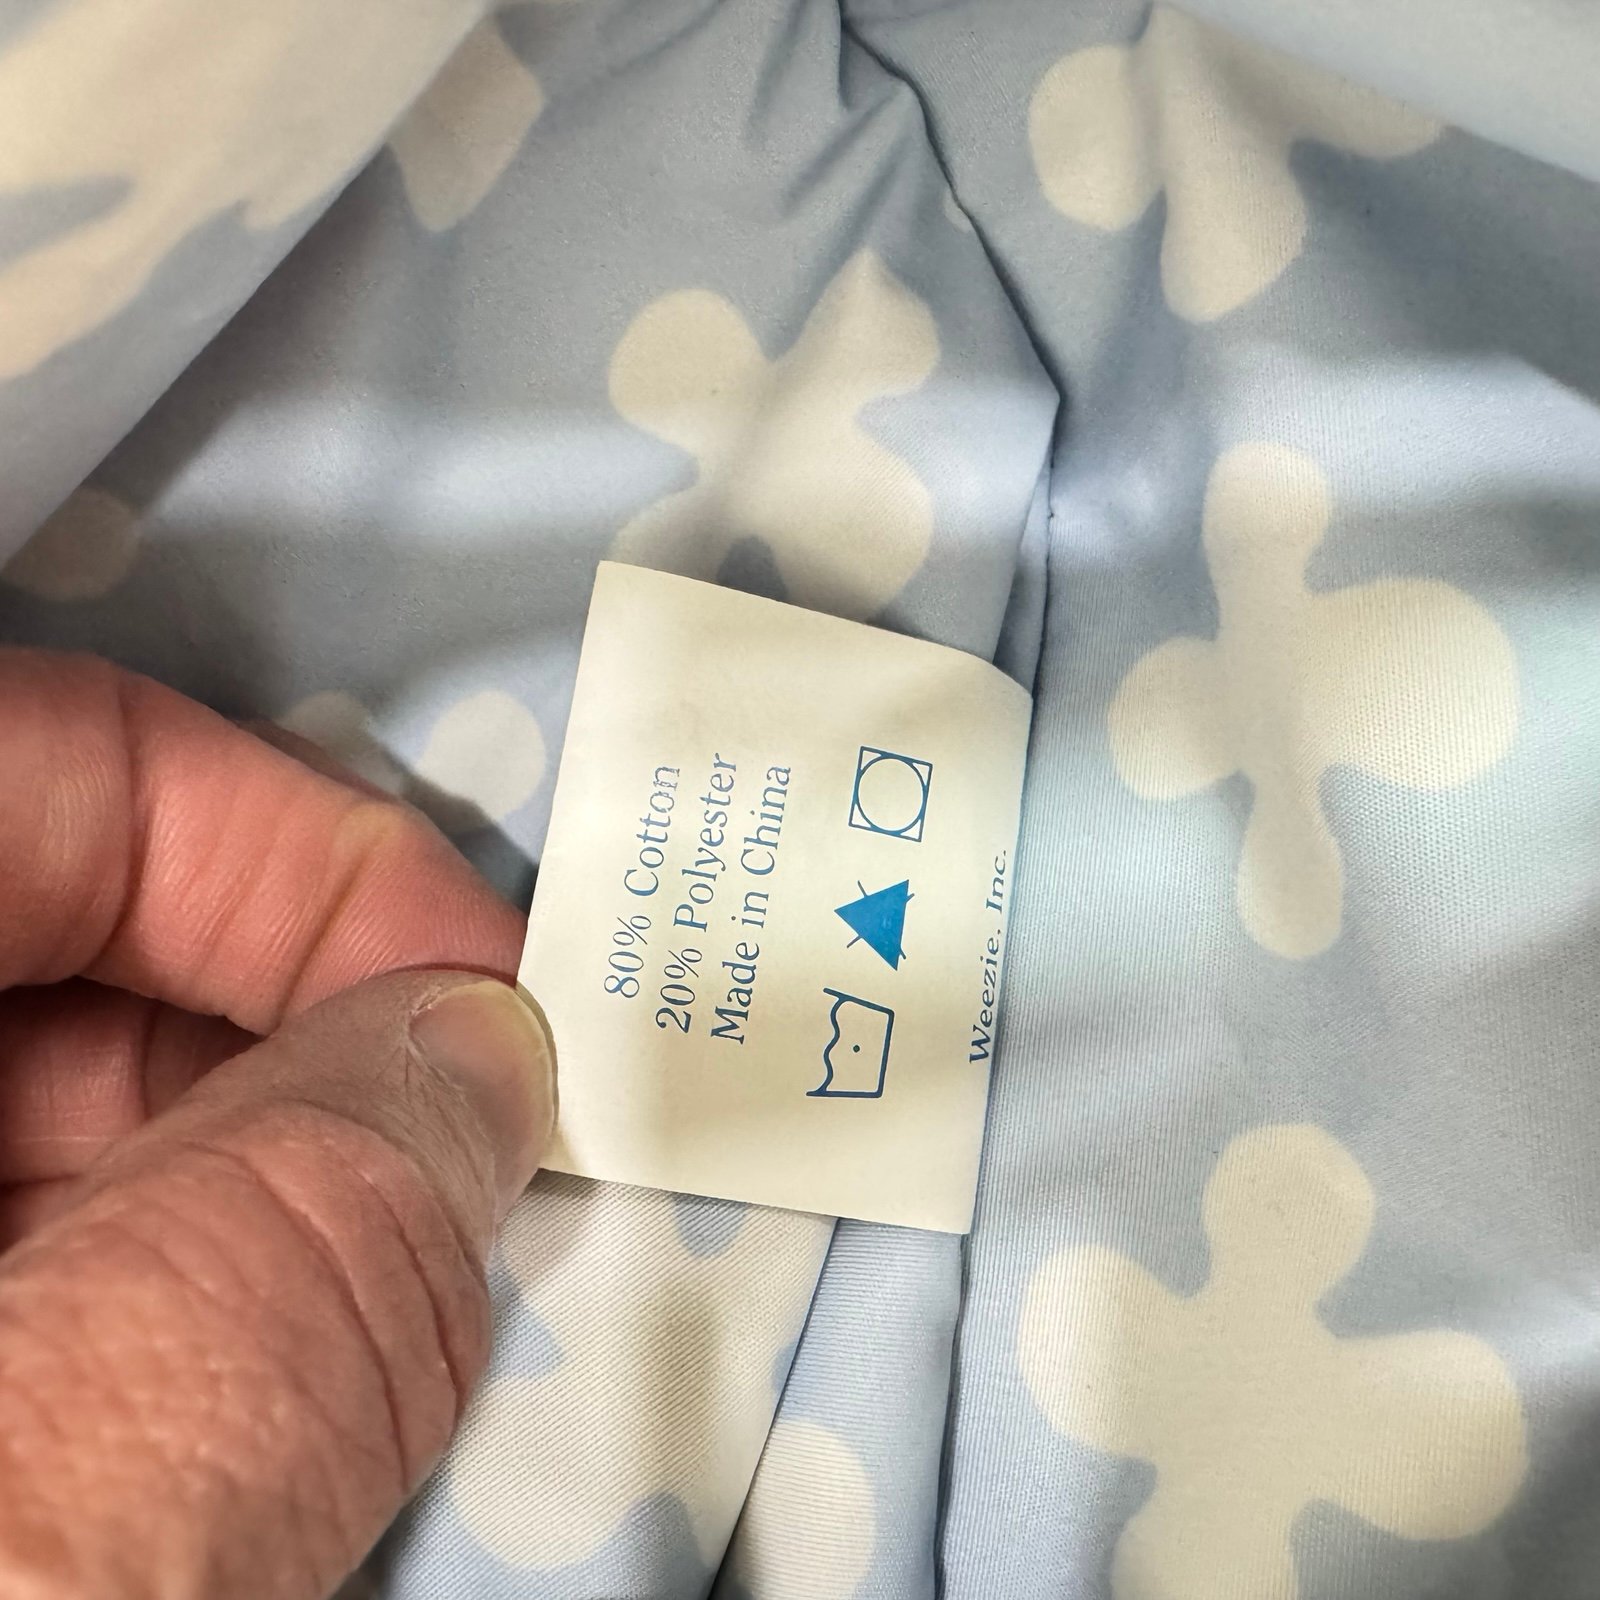 80% Cotton
20% Polyester
Made in China
Weezie, Inc.